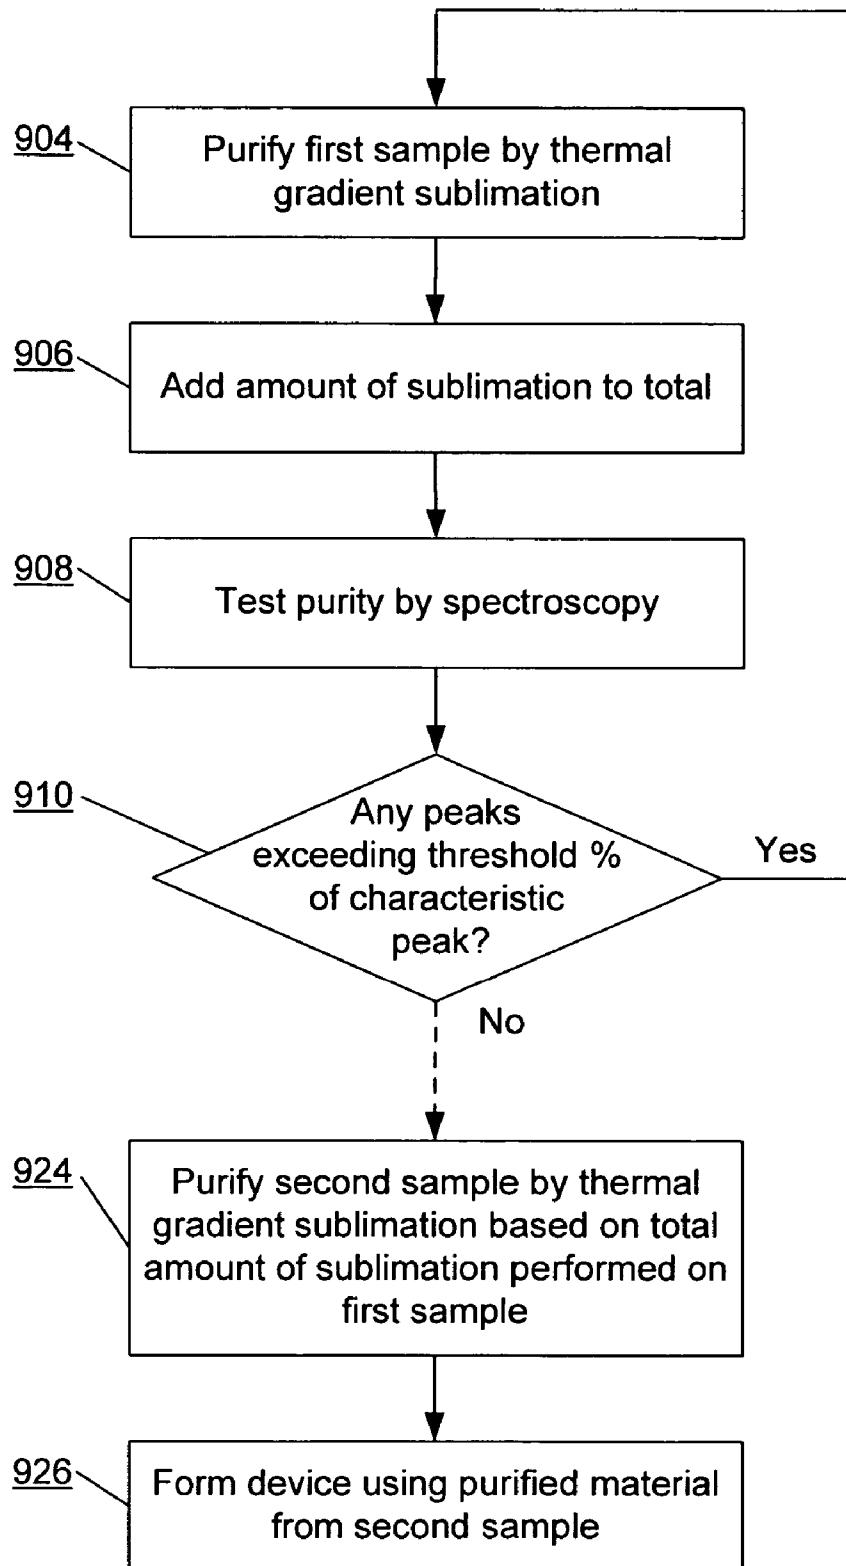 904
Purify first sample by thermal
gradient sublimation
906
Add amount of sublimation to total
908
Test purity by spectroscopy
910
Any peaks
exceeding threshold %
of characteristic
peak?
Yes
No
924
Purify second sample by thermal
gradient sublimation based on total
amount of sublimation performed on
first sample
926
Form device using purified material
from second sample